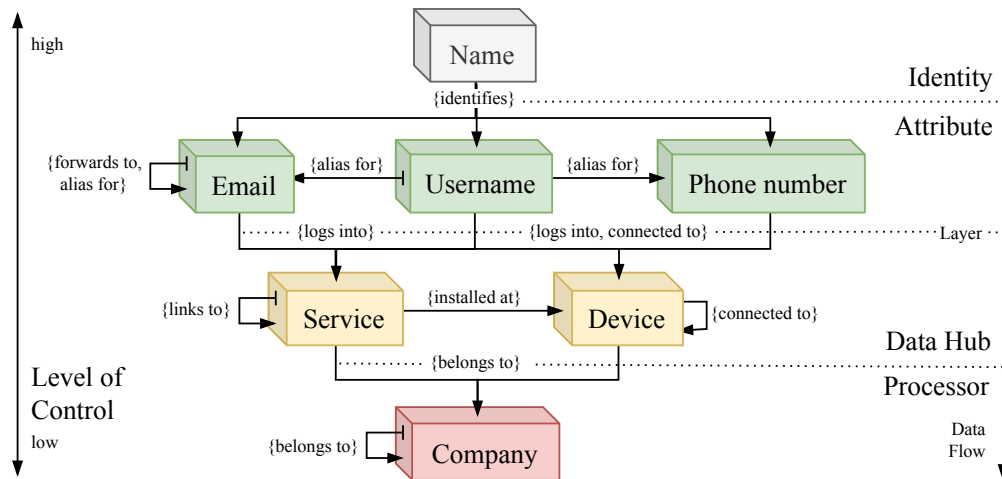 high
Name
Identity
{identifies}
Attribute
{forwards to,
alias for}
Email
{alias for}
Username
{alias for}
Phone number
{logs into}
{logs into, connected to}
Layer
{links to}
Service
{installed at}
Device
{connected to}
Data Hub
{belongs to}
Processor
Level of
Control
low
{belongs to}
Company
Data
Flow